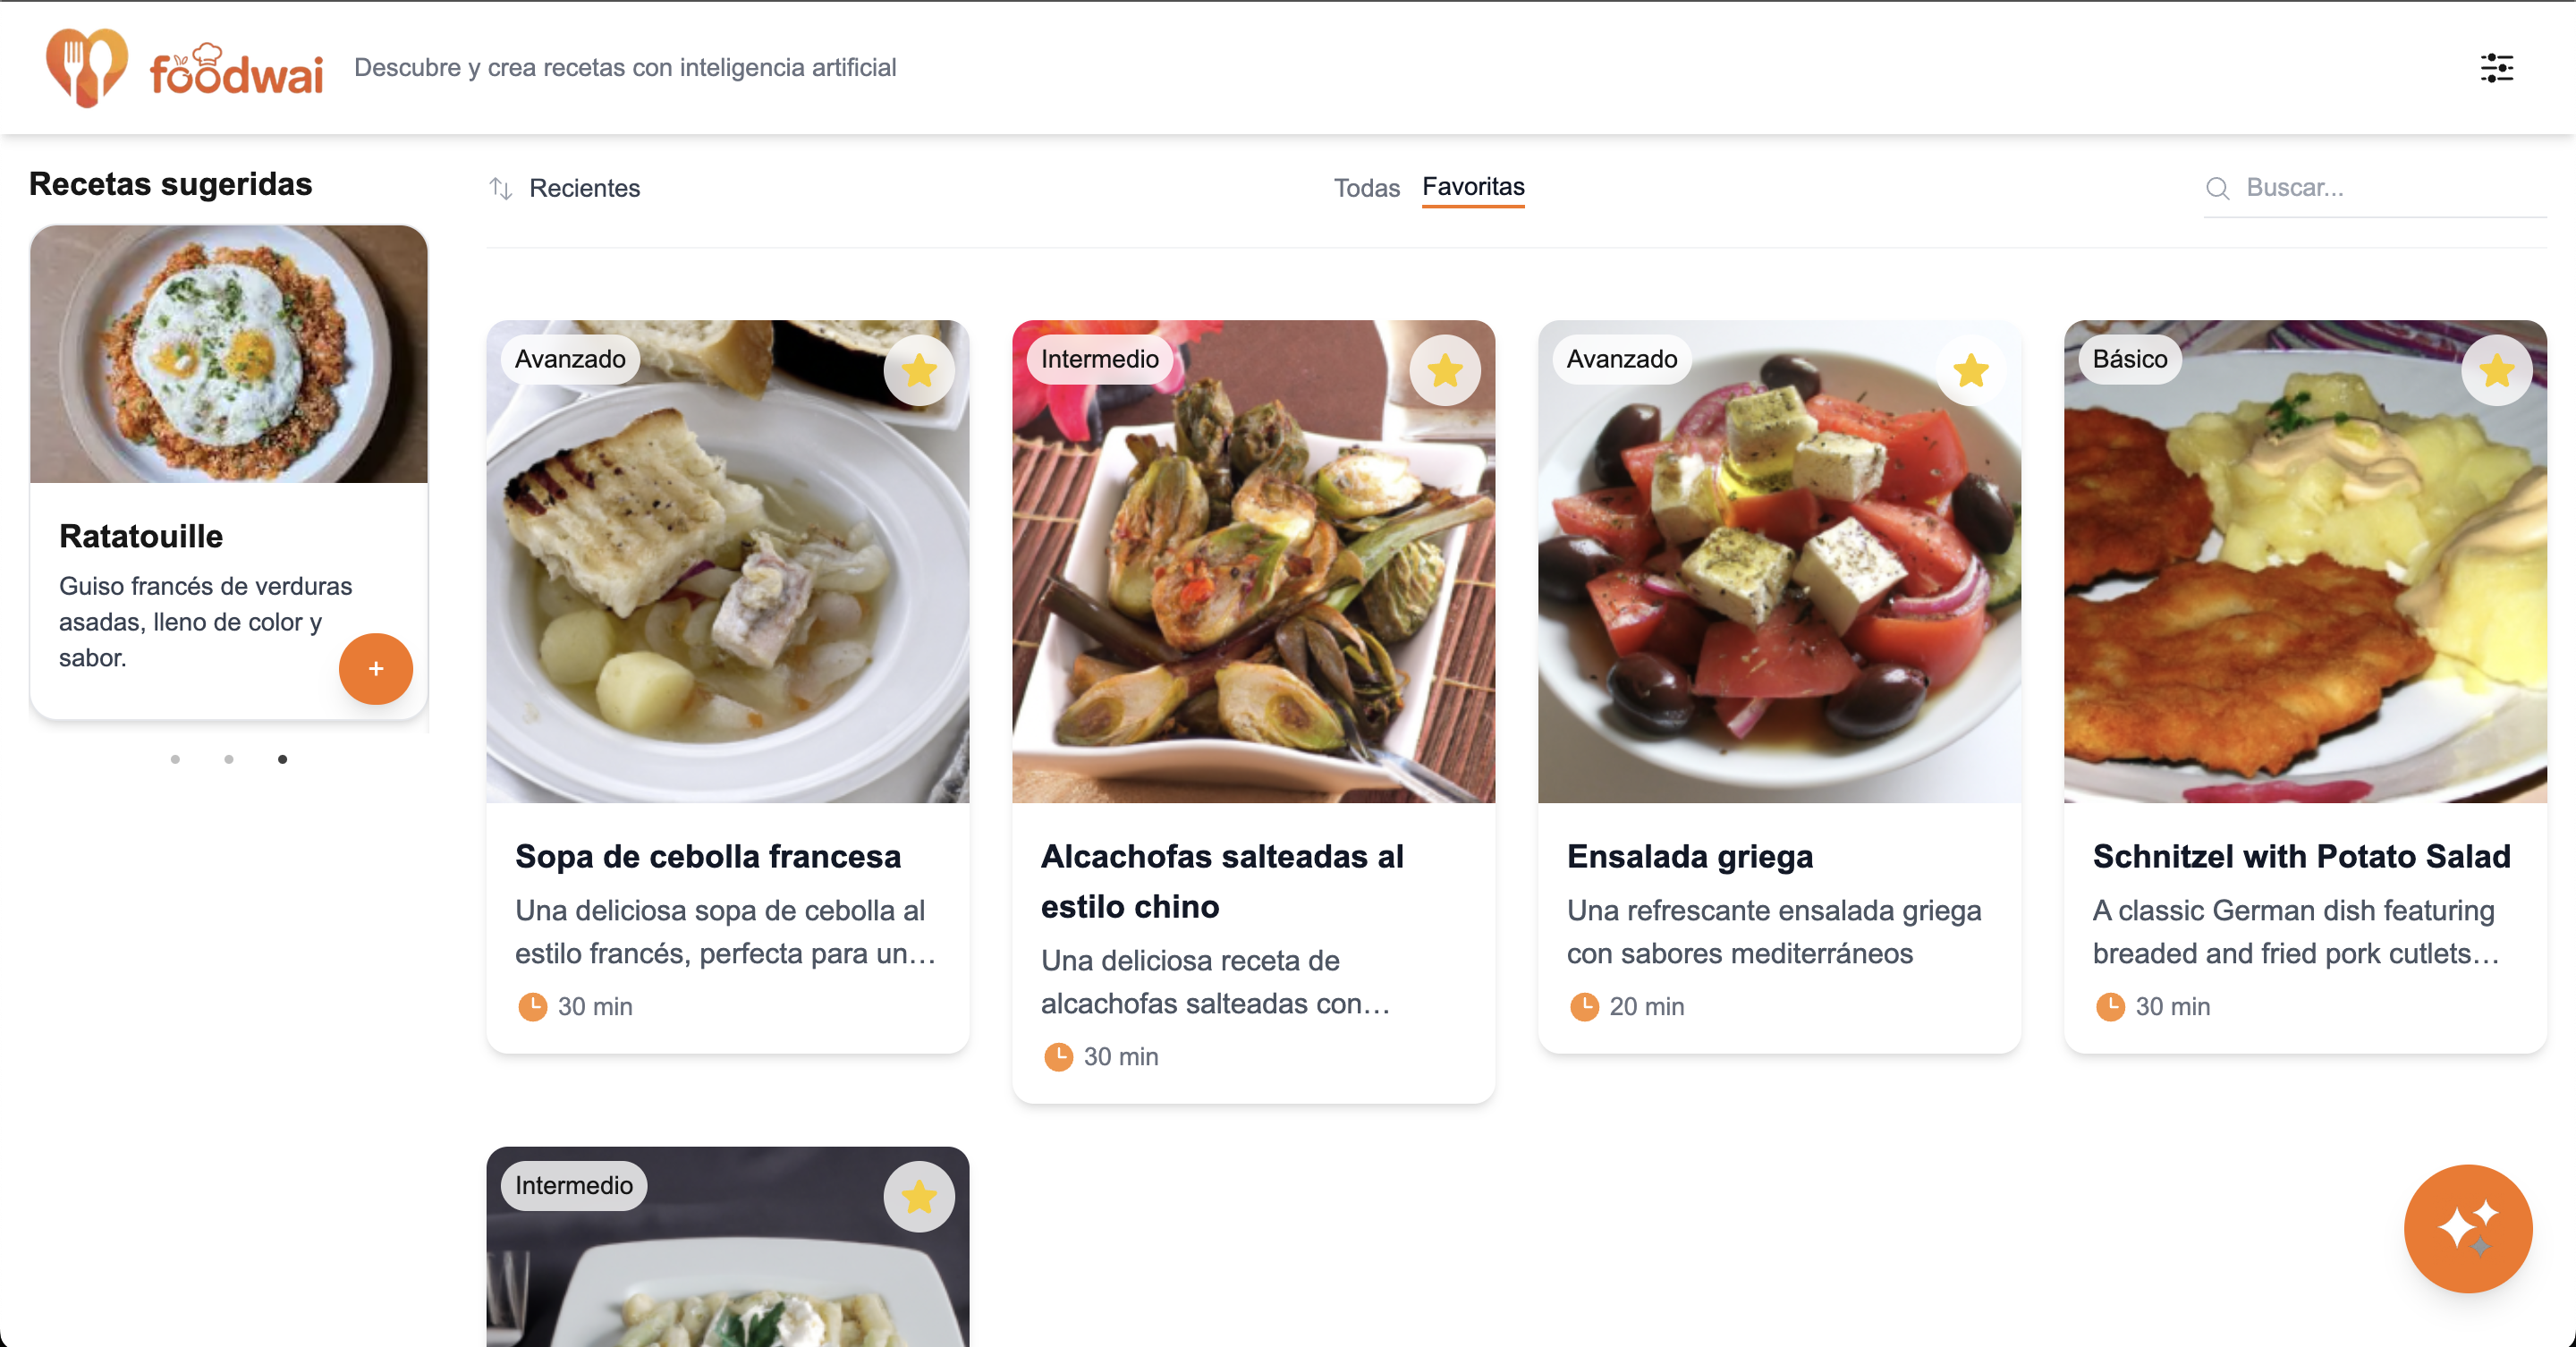 foodwai
Descubre y crea recetas con inteligencia artificial
Recetas sugeridas
Ratatouille
Guiso francés de verduras
asadas, lleno de color y
sabor.
+
Recientes
Todas
Favoritas
Buscar...
Avanzado
Sopa de cebolla francesa
Una deliciosa sopa de cebolla al
estilo francés, perfecta para un…
30 min
Intermedio
Alcachofas salteadas al
estilo chino
Una deliciosa receta de
alcachofas salteadas con…
30 min
Avanzado
Ensalada griega
Una refrescante ensalada griega
con sabores mediterráneos
20 min
Básico
Schnitzel with Potato Salad
A classic German dish featuring
breaded and fried pork cutlets…
30 min
Intermedio